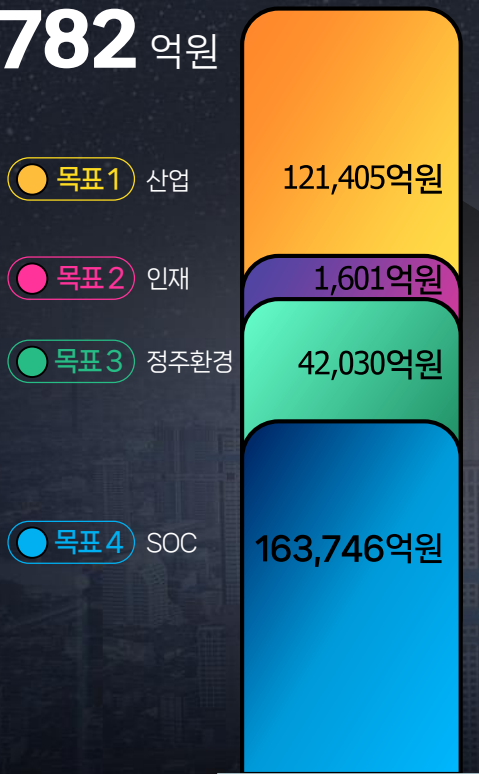 782 억원
목표 1 산업 121,405억원
목표 2 인재 1,601억원
목표 3 정주환경 42,030억원
목표 4 SOC 163,746억원